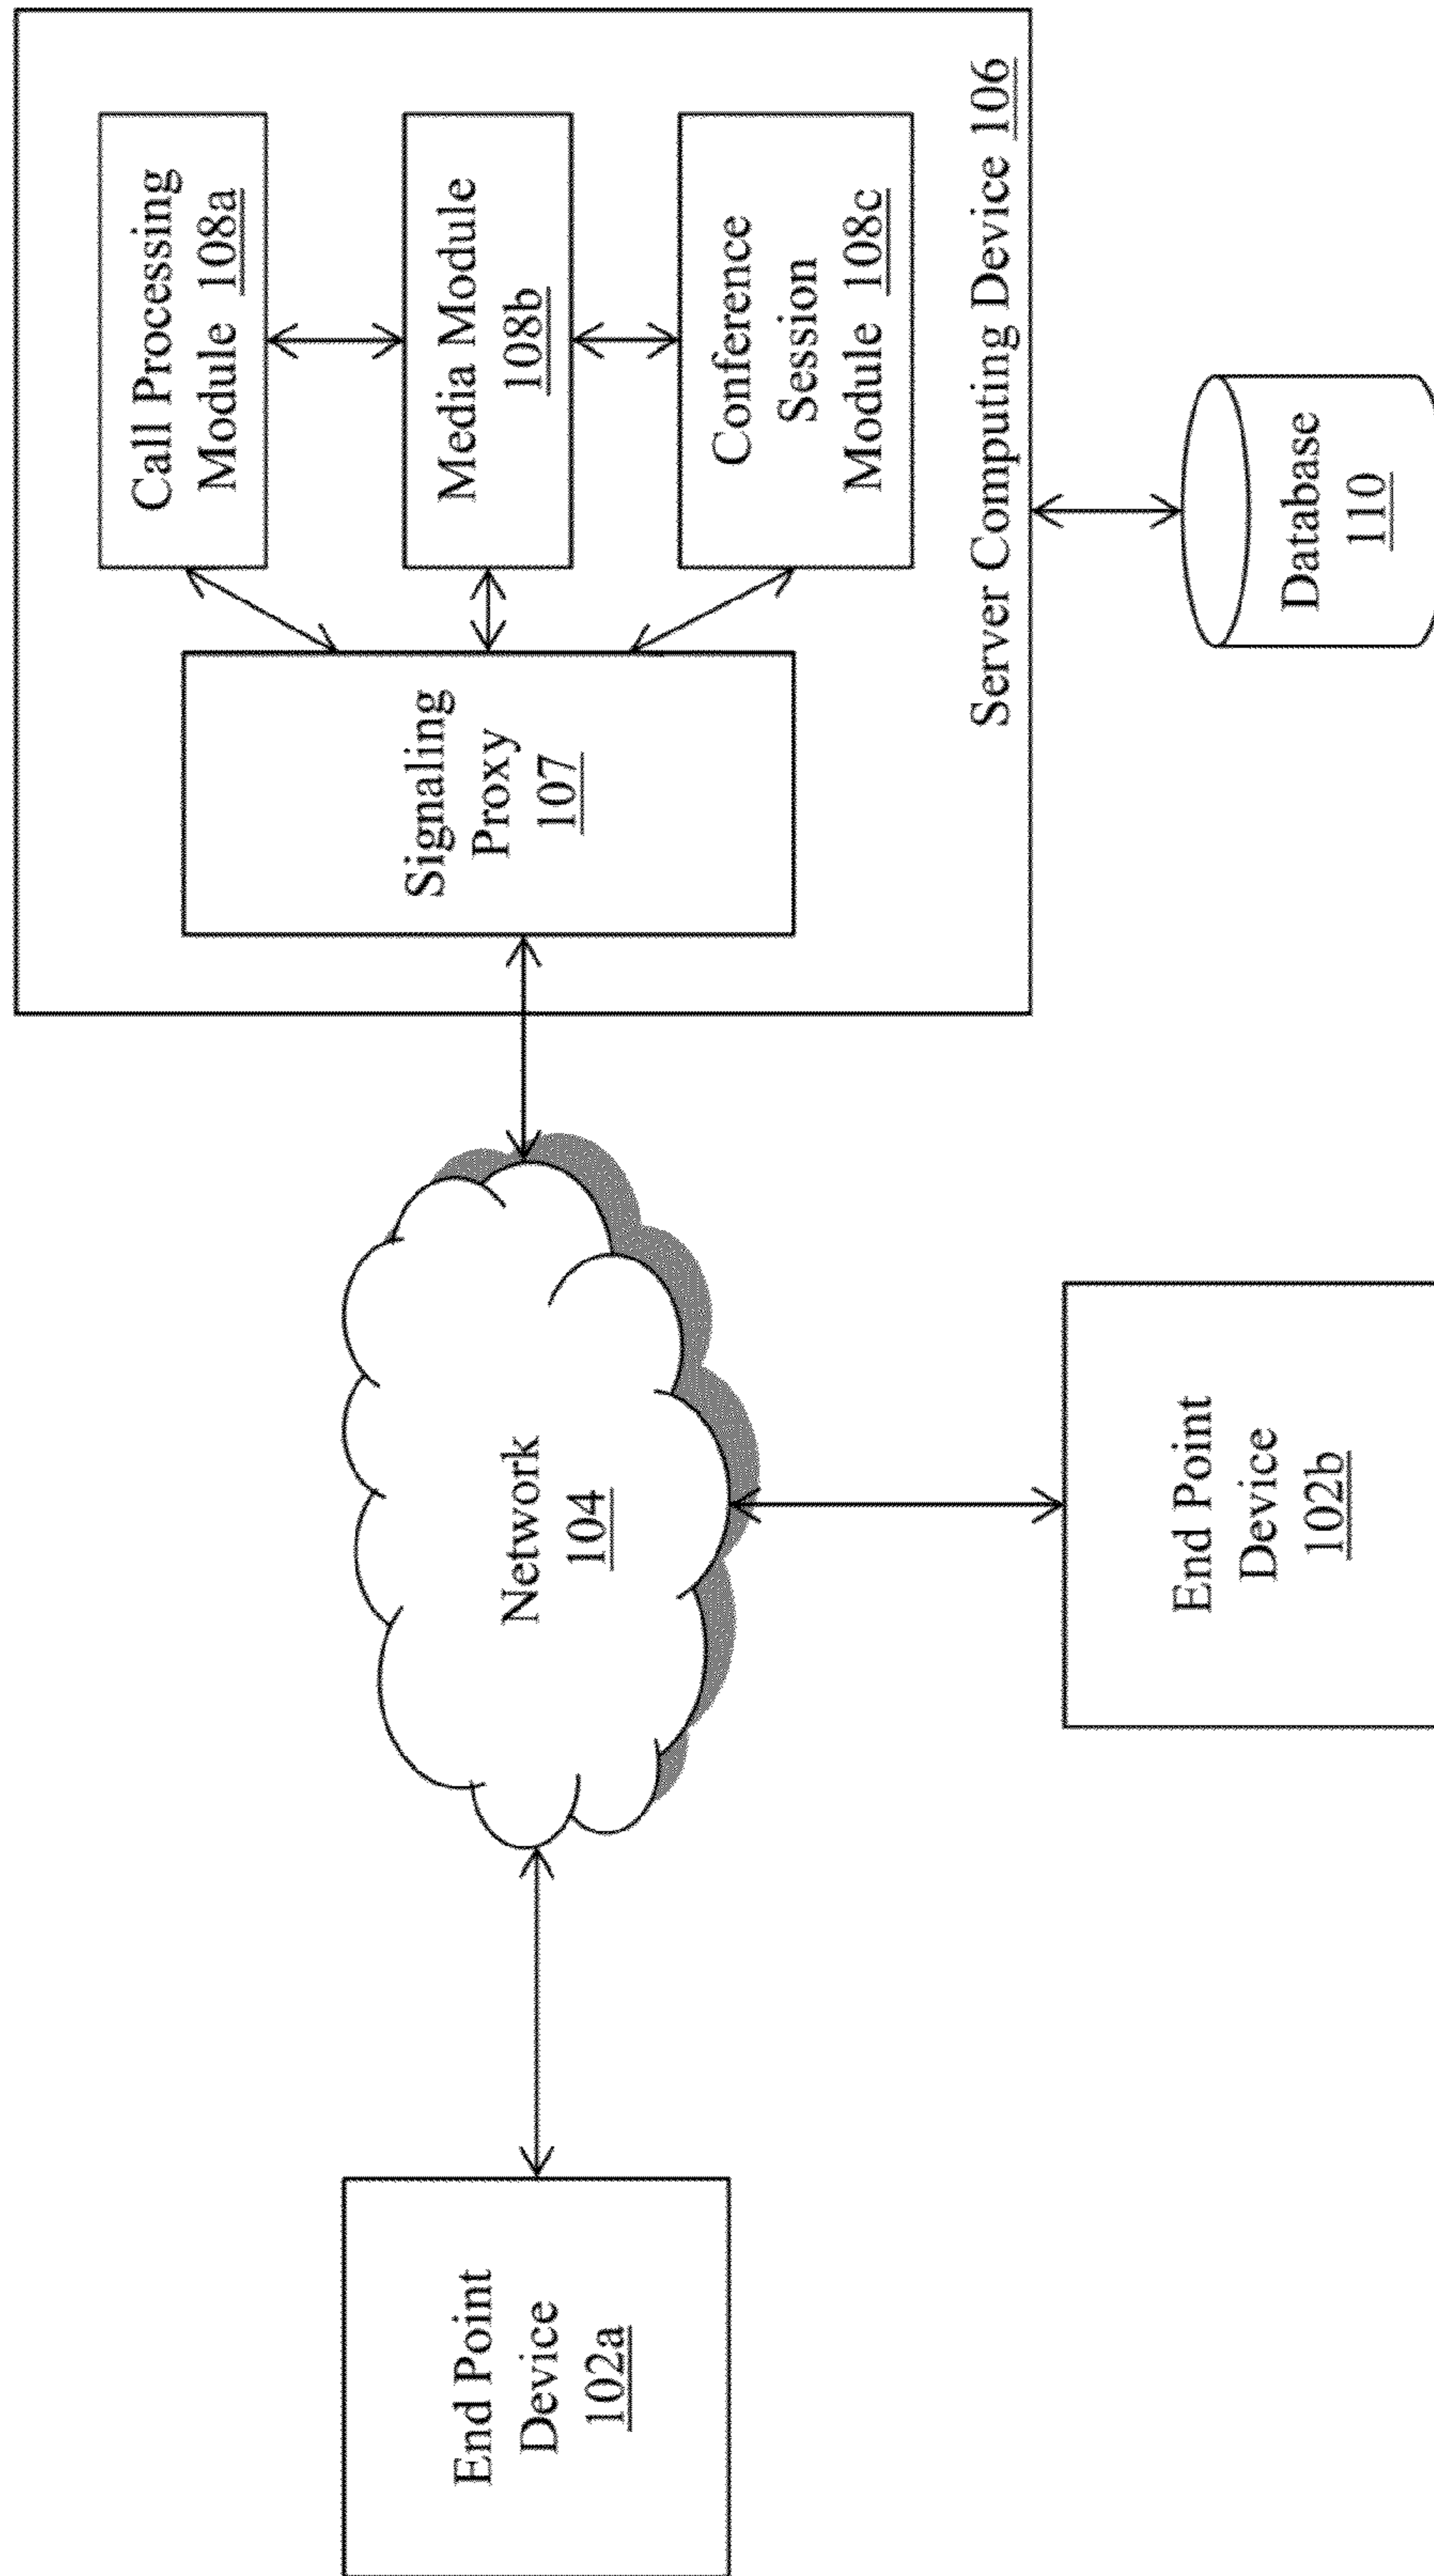 End Point
Device
102a
Network
104
End Point
Device
102b
Signaling
Proxy
107
Call Processing
Module 108a
Media Module
108b
Conference
Session
Module 108c
Server Computing Device 106
Database
110